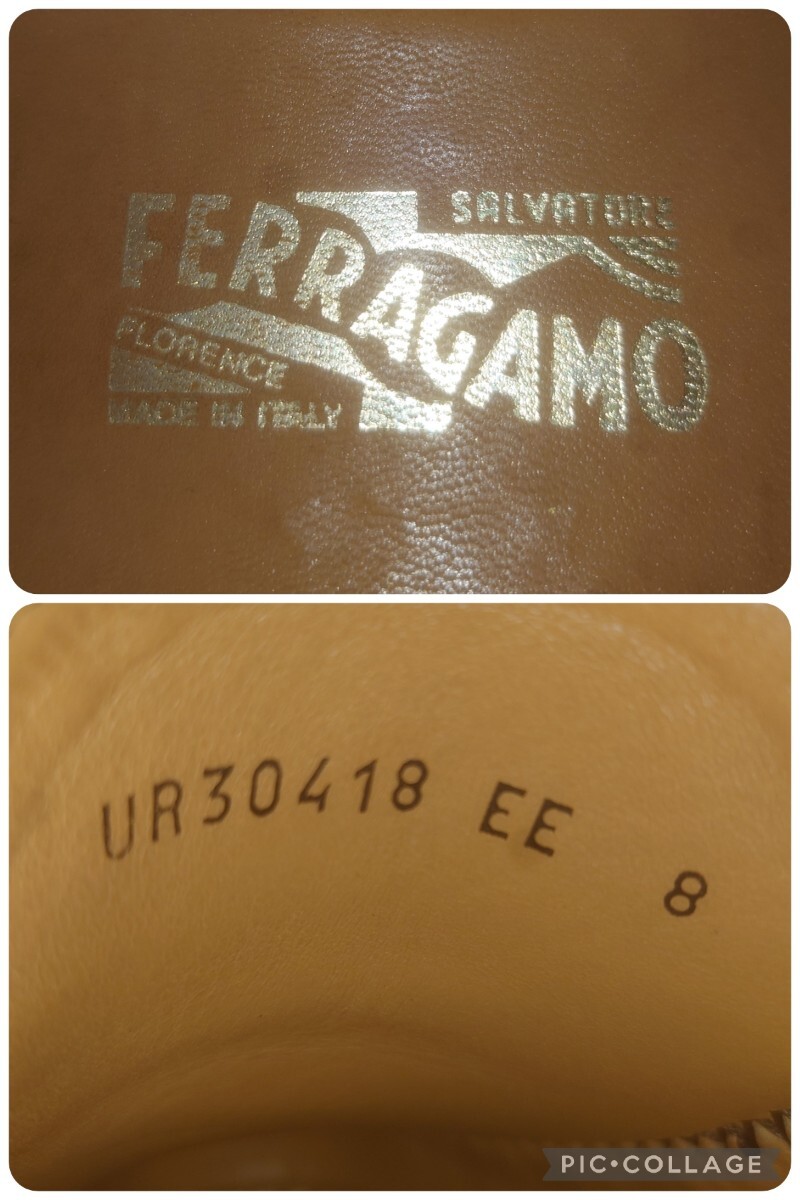 SALVATORE
FERRAGAMO
FLORENCE
MADE IN ITALY
UR30418 EE 8
PIC•COLLAGE